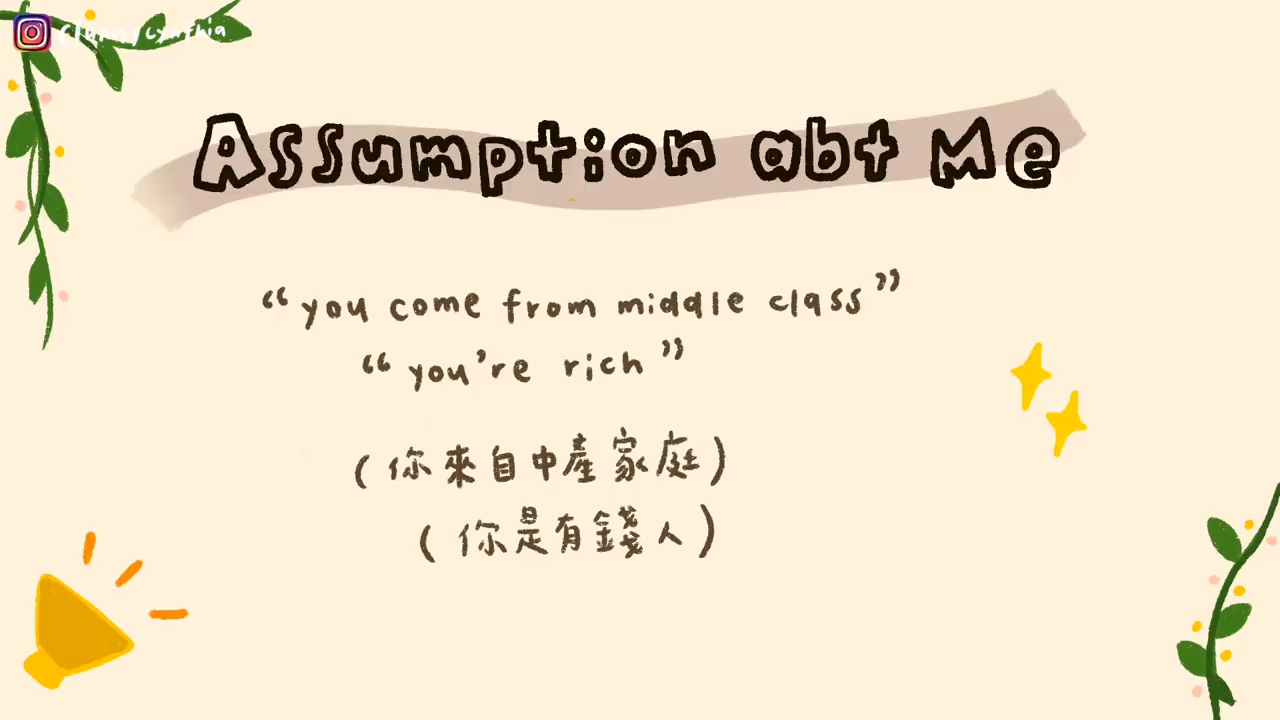 clumsycynthia
Assumption abt Me
“you come from middle class”
“you're rich”
(你來自中產家庭)
(你是有錢人)